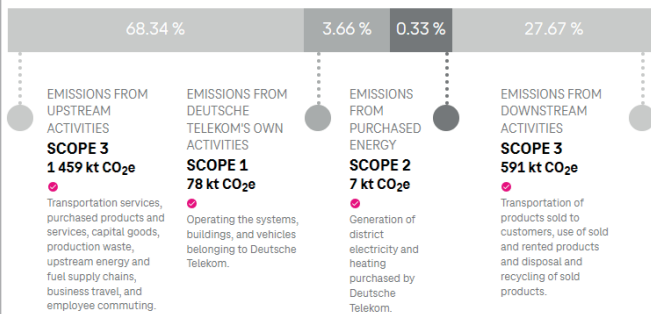 68.34 %
3.66 %
0.33 %
27.67 %
EMISSIONS FROM
UPSTREAM
ACTIVITIES
SCOPE 3
1 459 kt CO₂e
Transportation services,
purchased products and
services, capital goods,
production waste,
upstream energy and
fuel supply chains,
business travel, and
employee commuting.
EMISSIONS FROM
DEUTSCHE
TELEKOM'S OWN
ACTIVITIES
SCOPE 1
78 kt CO₂e
Operating the systems,
buildings, and vehicles
belonging to Deutsche
Telekom.
EMISSIONS
FROM
PURCHASED
ENERGY
SCOPE 2
7 kt CO₂e
Generation of
district
electricity and
heating
purchased by
Deutsche
Telekom.
EMISSIONS FROM
DOWNSTREAM
ACTIVITIES
SCOPE 3
591 kt CO₂e
Transportation of
products sold to
customers, use of sold
and rented products
and disposal and
recycling of sold
products.